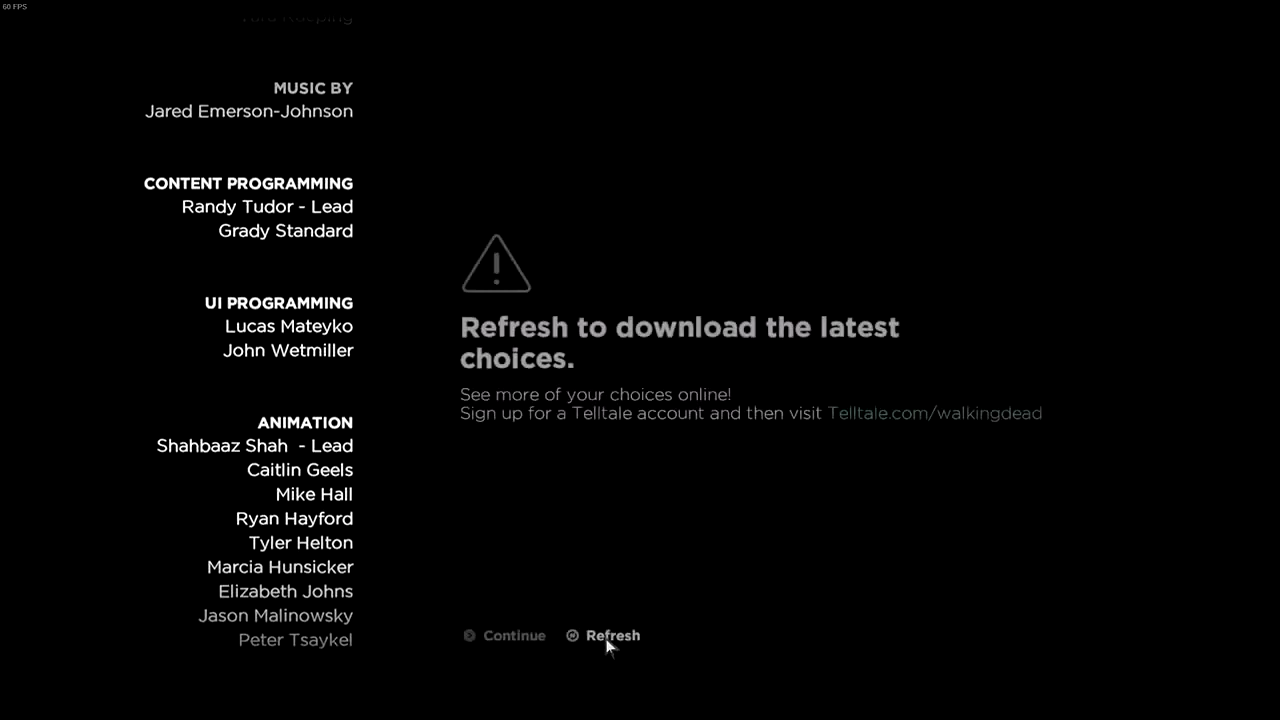 60 FPS
MUSIC BY
Jared Emerson-Johnson
CONTENT PROGRAMMING
Randy Tudor - Lead
Grady Standard
UI PROGRAMMING
Lucas Mateyko
John Wetmiller
ANIMATION
Shahbaaz Shah - Lead
Caitlin Geels
Mike Hall
Ryan Hayford
Tyler Helton
Marcia Hunsicker
Elizabeth Johns
Jason Malinowsky
Peter Tsaykel
Refresh to download the latest
choices.
See more of your choices online!
Sign up for a Telltale account and then visit Telltale.com/walkingdead
Continue
Refresh